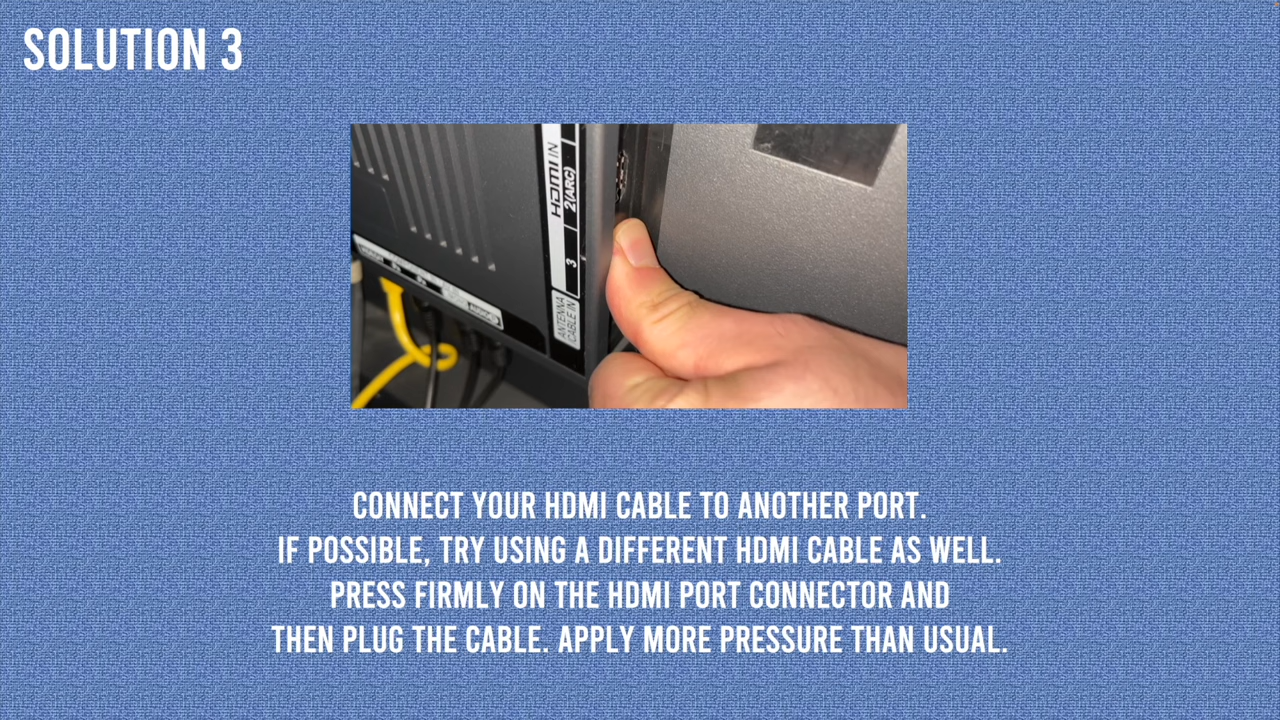 SOLUTION 3
HDMI IN
2(ARC)
3
ANTENNA
CABLE IN
CONNECT YOUR HDMI CABLE TO ANOTHER PORT.
IF POSSIBLE, TRY USING A DIFFERENT HDMI CABLE AS WELL.
PRESS FIRMLY ON THE HDMI PORT CONNECTOR AND
THEN PLUG THE CABLE. APPLY MORE PRESSURE THAN USUAL.